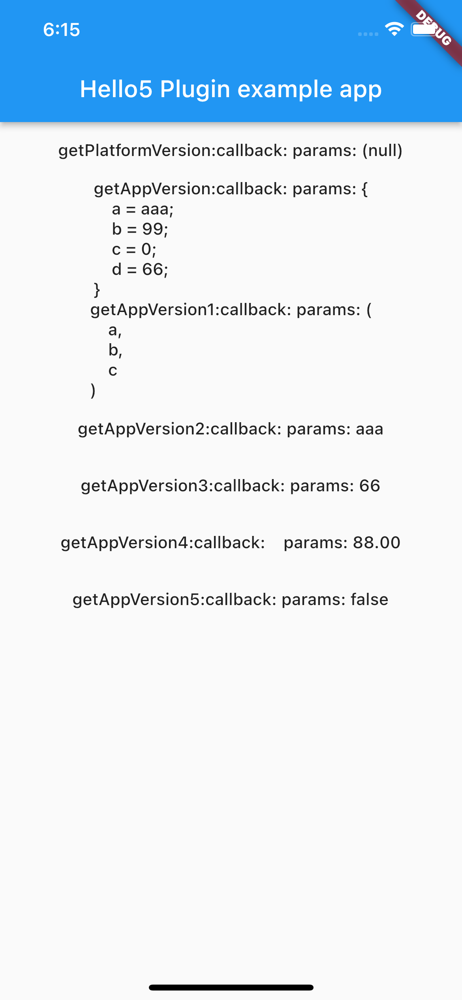 6:15
DEBUG
Hello5 Plugin example app
getPlatformVersion:callback: params: (null)
getAppVersion:callback: params: {
a = aaa;
b = 99;
c = 0;
d = 66;
}
getAppVersion1:callback: params: (
a,
b,
c
)
getAppVersion2:callback: params: aaa
getAppVersion3:callback: params: 66
getAppVersion4:callback:    params: 88.00
getAppVersion5:callback: params: false